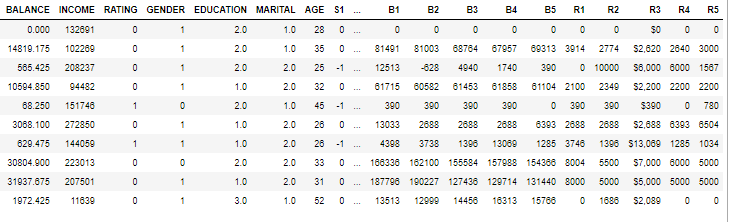 BALANCE INCOME RATING GENDER EDUCATION MARITAL AGE S1 ... B1 B2 B3 B4 B5 R1 R2 R3 R4 R5
0.000 132691 0 1 2.0 1.0 28 0 ... 0 0 0 0 0 0 0 $0 0 0
14819.175 102269 0 1 2.0 1.0 35 0 ... 81491 81003 68764 67957 69313 3914 2774 $2,620 2640 3000
565.425 208237 0 1 2.0 2.0 25 -1 ... 12513 -628 4940 1740 390 0 10000 $6,000 6000 1567
10594.850 94482 0 1 1.0 2.0 32 0 ... 61715 60582 61453 61858 61104 2100 2349 $2,200 2200 2200
68.250 151746 1 0 2.0 1.0 45 -1 ... 390 390 390 0 780 390 390 $390 0 780
3068.100 272850 0 1 1.0 2.0 26 0 ... 13033 2688 2688 2688 6393 2688 2688 $2,688 6393 6504
629.475 144059 1 1 1.0 2.0 26 -1 ... 4398 3738 1396 13069 1285 3746 1396 $13,069 1285 1034
30804.900 223013 0 0 2.0 2.0 33 0 ... 166336 162100 155584 157988 154366 8004 5500 $7,000 6000 5000
31937.675 207501 0 1 1.0 2.0 31 0 ... 187796 190227 127436 129714 131440 8000 5000 $5,000 5000 5000
1972.425 11639 0 1 3.0 1.0 52 0 ... 13513 12999 14456 16313 15766 0 1686 $2,089 0 0